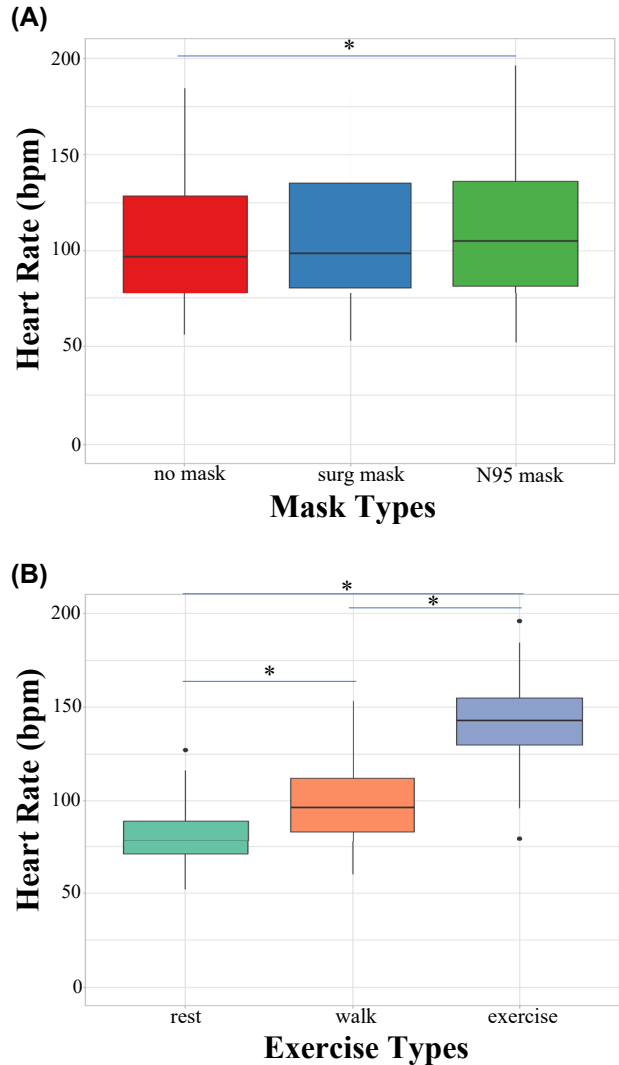 (A)
*
200
150
100
50
0
Heart Rate (bpm)
no mask surg mask N95 mask
Mask Types
(B)
*
*
*
200
150
100
50
0
Heart Rate (bpm)
rest walk exercise
Exercise Types